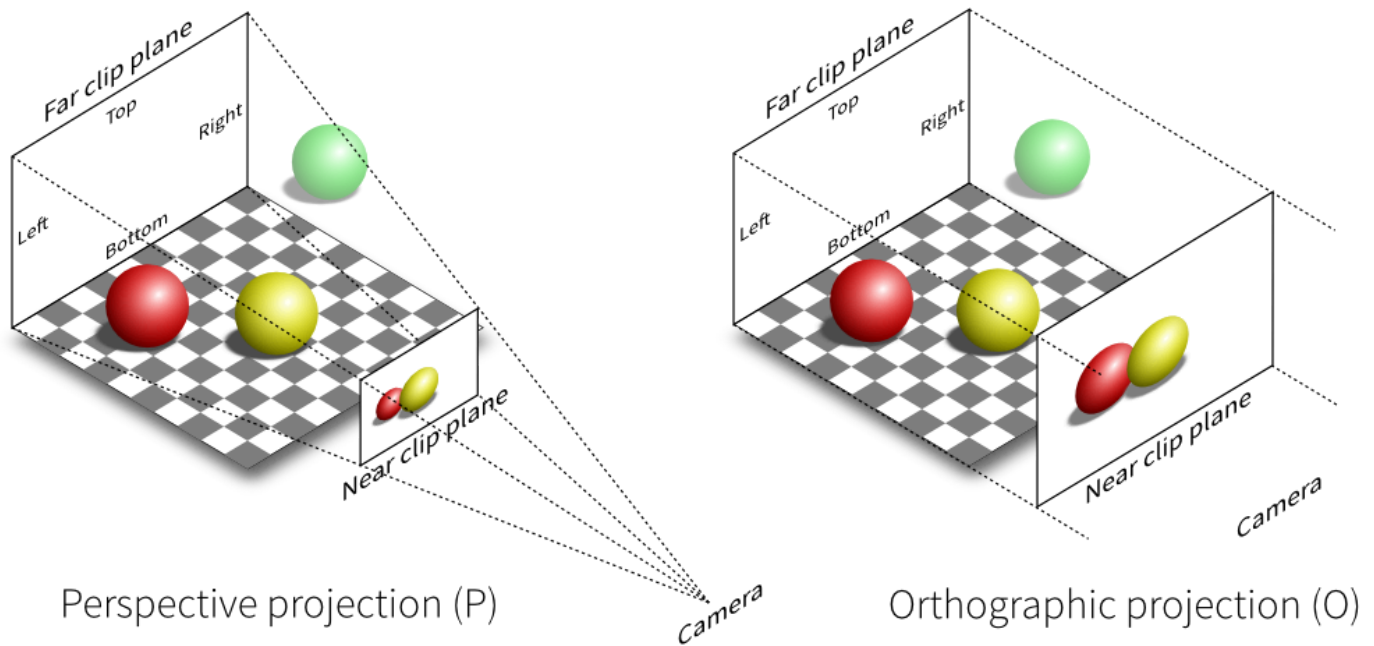 Far clip plane
Top
Right
Left
Bottom
Near clip plane
Camera
Perspective projection (P)
Far clip plane
Top
Right
Left
Bottom
Near clip plane
Camera
Orthographic projection (O)